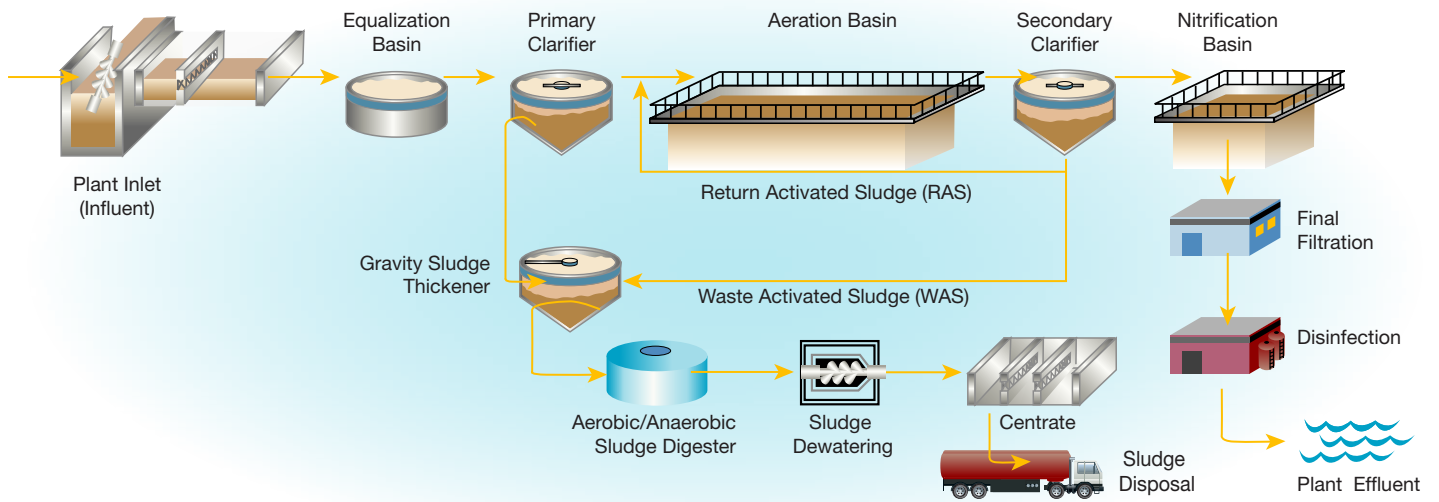 Plant Inlet
(Influent)
Equalization
Basin
Primary
Clarifier
Aeration Basin
Secondary
Clarifier
Nitrification
Basin
Return Activated Sludge (RAS)
Final
Filtration
Gravity Sludge
Thickener
Waste Activated Sludge (WAS)
Disinfection
Aerobic/Anaerobic
Sludge Digester
Sludge
Dewatering
Centrate
Sludge
Disposal
Plant Effluent